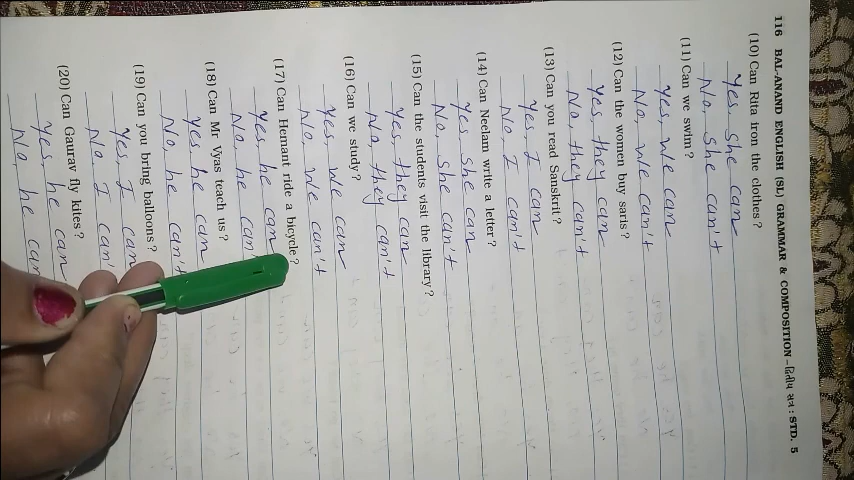 116 BAL-ANAND ENGLISH (SL) GRAMMAR & COMPOSITION – દ્વિતીય સત્ર : STD. 5
(10) Can Rita iron the clothes ?
Yes, She can
No, She can't
(11) Can we swim ?
Yes, we can
No, we can't
(12) Can the women buy saris ?
Yes, they can
No, they can't
(13) Can you read Sanskrit ?
Yes, I can
No, I can't
(14) Can Neelam write a letter ?
Yes, She can
No, She can't
(15) Can the students visit the library ?
Yes, they can
No, they can't
(16) Can we study ?
Yes, we can
No, we can't
(17) Can Hemant ride a bicycle ?
Yes, he can
No, he can
(18) Can Mr Vyas teach us ?
Yes, he can
No, he can't
(19) Can you bring balloons ?
Yes, I can
No, I can
(20) Can Gaurav fly kites ?
Yes, he can
No, he can